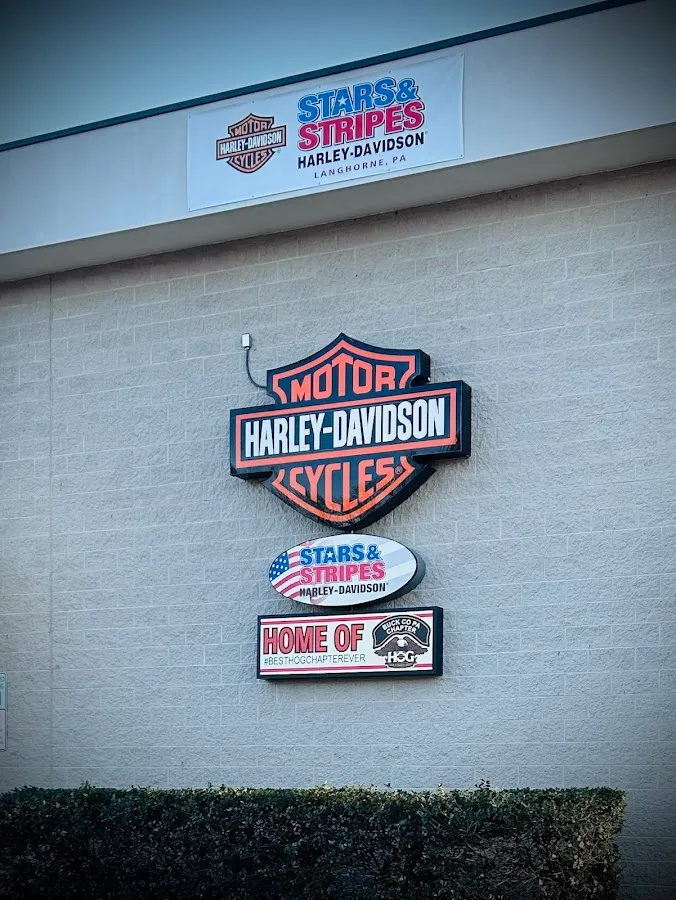 MOTOR
HARLEY-DAVIDSON
CYCLES
STARS&
STRIPES
HARLEY-DAVIDSON
LANGHORNE, PA
MOTOR
HARLEY-DAVIDSON
CYCLES®
STARS&
STRIPES
HARLEY-DAVIDSON
HOME OF
#BESTHOGCHAPTEREVER
BUCK CO PA
CHAPTER
HOG